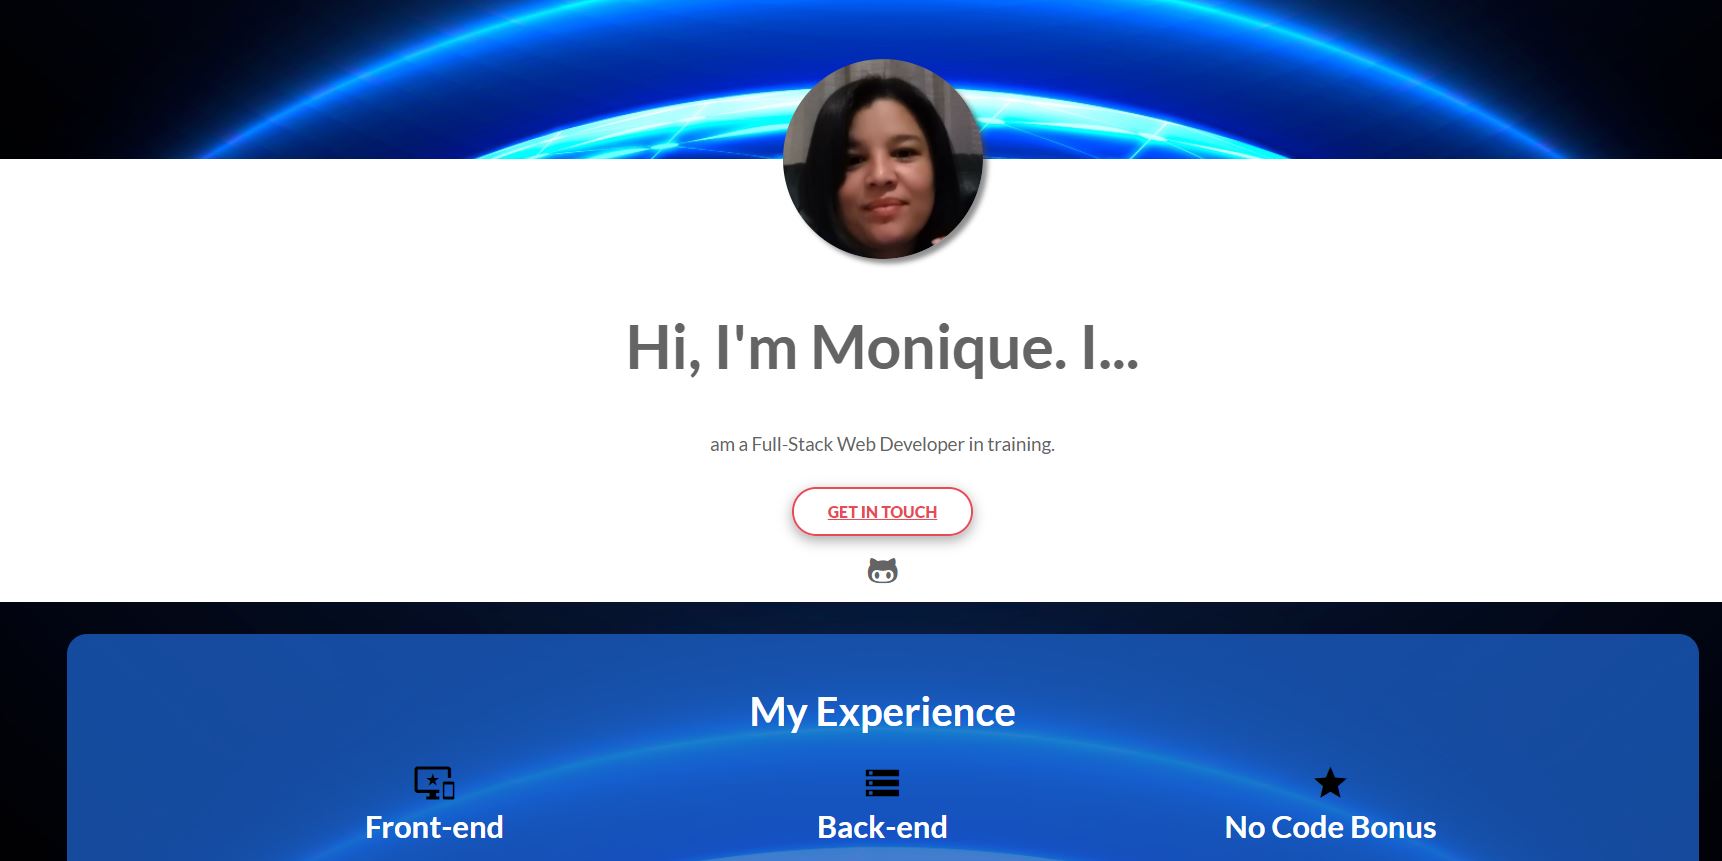 Hi, I'm Monique. I...
am a Full-Stack Web Developer in training.
GET IN TOUCH
My Experience
Front-end
Back-end
No Code Bonus